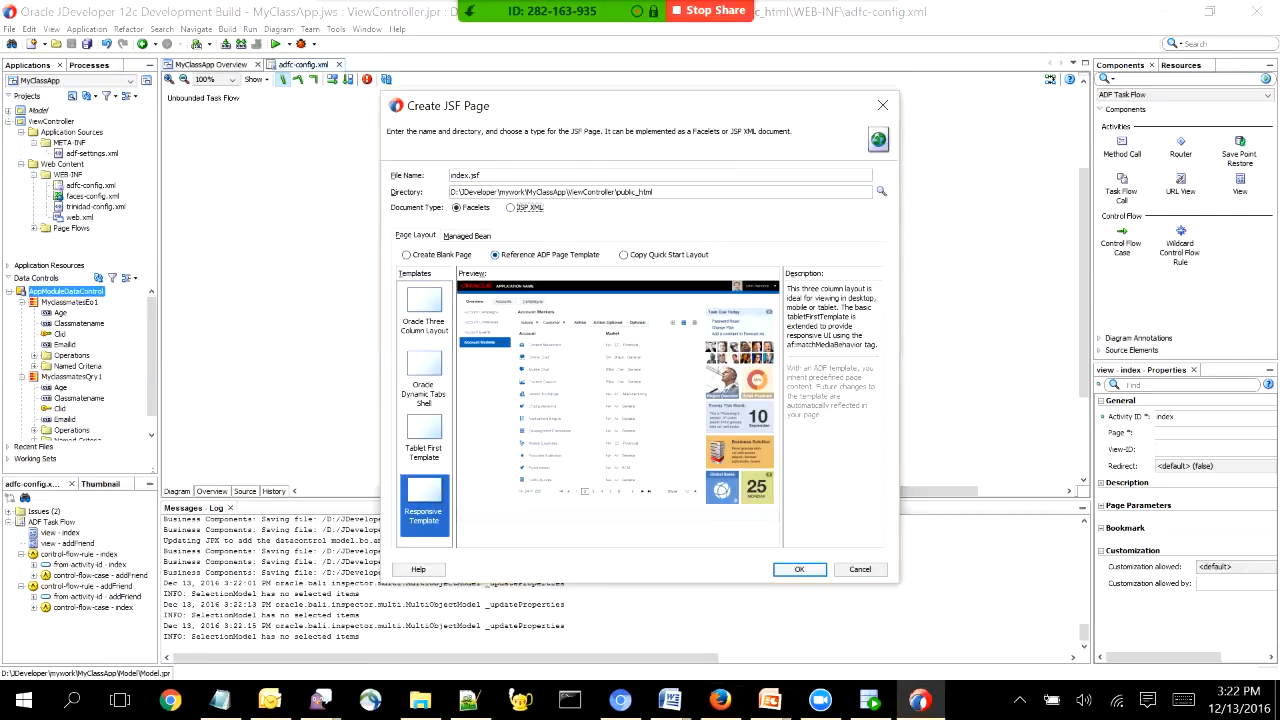 Oracle JDeveloper 12c Development Build - MyClassApp.jws : ViewController.jpr :
ID: 282-163-935
Stop Share
c_html\WEB-INF\adfc-config.xml
File Edit View Application Refactor Search Navigate Build Run Diagram Team Tools Window Help
Search
Applications
Processes
MyClassApp Overview
adfc-config.xml
Components
Resources
MyClassApp
100%
Show
Projects
Unbounded Task Flow
ADF Task Flow
Components
Model
ViewController
Application Sources
META-INF
adf-settings.xml
Web Content
WEB-INF
adfc-config.xml
faces-config.xml
trinidad-config.xml
web.xml
Page Flows
Application Resources
Data Controls
AppModuleDataControl
MyclassmatesEo1
Age
Classmatename
Cid
Emailid
Operations
Named Criteria
MyclassmatesQry1
Age
Classmatename
Cid
Emailid
Operations
Named Criteria
Recent Files
Working Sets
adfc-config.x...
Thumbnail
Issues (2)
ADF Task Flow
view - index
view - addFriend
control-flow-rule - index
from-activity-id - index
control-flow-case - addFriend
control-flow-rule - addFriend
from-activity-id - addFriend
control-flow-case - index
D:\JDeveloper\mywork\MyClassApp\Model\Model.jpr
Create JSF Page
Enter the name and directory, and choose a type for the JSF Page. It can be implemented as a Facelets or JSP XML document.
File Name: index.jsf
Directory: D:\JDeveloper\mywork\MyClassApp\ViewController\public_html
Document Type: Facelets JSP XML
Page Layout Managed Bean
Create Blank Page Reference ADF Page Template Copy Quick Start Layout
Templates
Preview:
Description:
Oracle Three
Column Layout
Oracle
Dynamic Tabs
Shell
Tablet First
Template
Responsive
Template
ORACLE APPLICATION NAME
Overview
Account Markets
Events This Week
10
September
Business Solution
25
MONDAY
This three column layout is
ideal for viewing in desktop,
mobile or tablet. The basic
tabletFirstTemplate is
extended to provide
responsive UI using the
af:matchMediaBehavior tag.
With an ADF template, you
inherit predefined page
content. Future changes to
the template are
automatically reflected in
your page
Help
OK
Cancel
Diagram Overview Source History
Messages - Log
Business Components: Saving file: /D:/JDevelope
Business Components: Saving file: /D:/JDevelope
Updating JPX to add the datacontrol model.bo.am
Business Components: Saving file: /D:/JDevelope
Business Components: Saving file: /D:/JDevelope
Business Components: Saving file: /D:/JDevelope
Dec 13, 2016 3:22:01 PM oracle.bali.inspector.multi.MultiObjectModel _updateProperties
INFO: SelectionModel has no selected items
Dec 13, 2016 3:22:13 PM oracle.bali.inspector.multi.MultiObjectModel _updateProperties
INFO: SelectionModel has no selected items
Dec 13, 2016 3:22:15 PM oracle.bali.inspector.multi.MultiObjectModel _updateProperties
INFO: SelectionModel has no selected items
Activities
Method Call
Router
Save Point
Restore
Task Flow
Call
URL View
View
Control Flow
Control Flow
Case
Wildcard
Control Flow
Rule
Diagram Annotations
Source Elements
view - index - Properties
Find
General
Activity ID *: index
Page *:
View-ID:
Redirect: <default> (false)
Description
Page Parameters
Bookmark
Customization
Customization allowed: <default>
Customization allowed by:
3:22 PM
12/13/2016